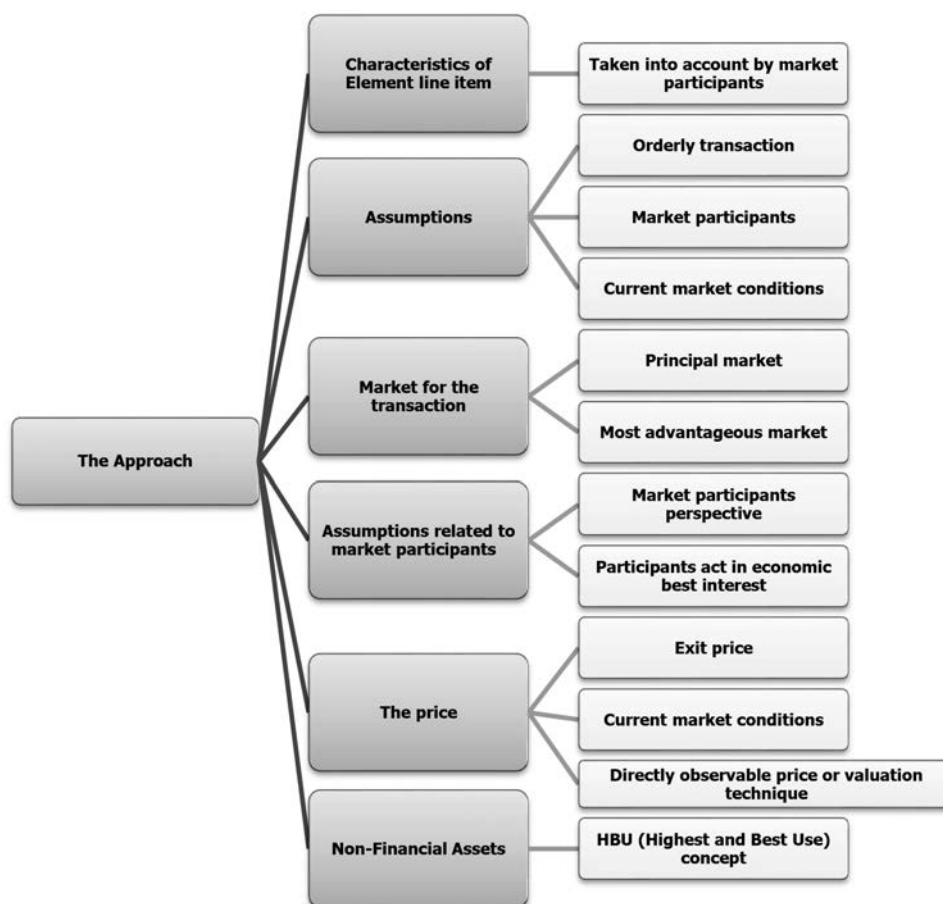 The Approach
Characteristics of
Element line item
Taken into account by market
participants
Assumptions
Orderly transaction
Market participants
Current market conditions
Market for the
transaction
Principal market
Most advantageous market
Assumptions related to
market participants
Market participants
perspective
Participants act in economic
best interest
The price
Exit price
Current market conditions
Directly observable price or valuation
technique
Non-Financial Assets
HBU (Highest and Best Use)
concept